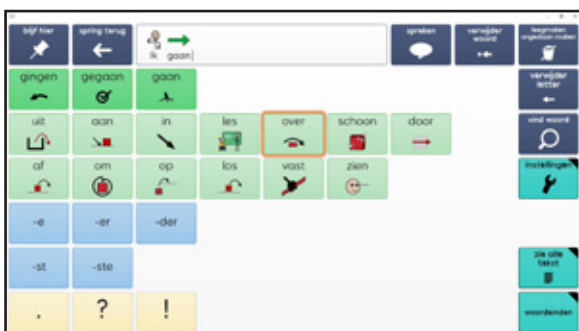 blijf hier spring terug spreken verwijder woord leegmaken ongedaan maken
Ik gaan
gingen gegaan gaan verwijder letter
uit aan in les over schoon door vind woord
af om op los vast zien instellingen
-e -er -der
-st -ste zie alle tekst
. ? ! woordeinden